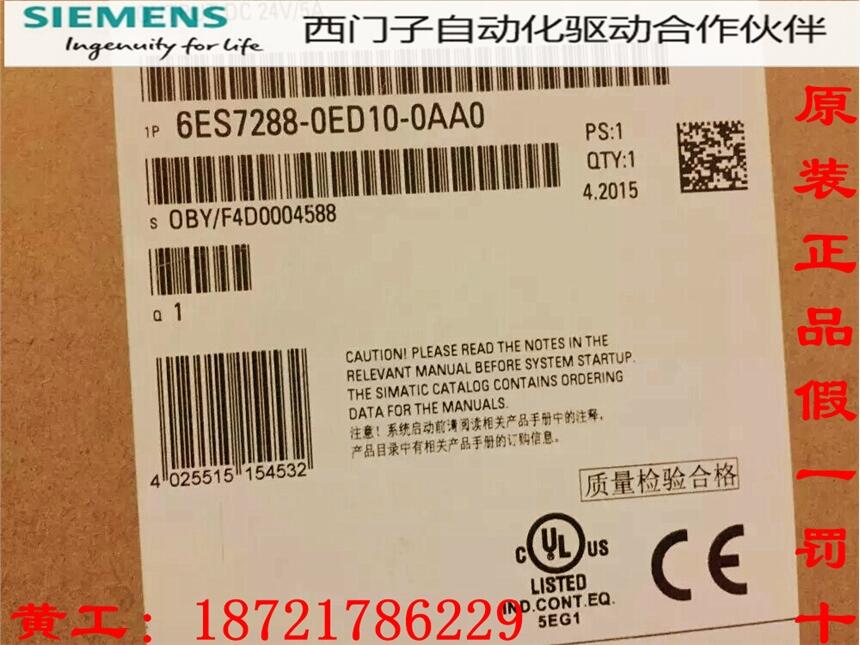 SIEMENS
Ingenuity for life
西门子自动化驱动合作伙伴
DC 24V/5A
1P 6ES7288-0ED10-0AA0
PS:1
QTY:1
4.2015
S OBY/F4D0004588
Q 1
CAUTION! PLEASE READ THE NOTES IN THE
RELEVANT MANUAL BEFORE SYSTEM STARTUP.
THE SIMATIC CATALOG CONTAINS ORDERING
DATA FOR THE MANUALS.
注意！系统启动前请阅读相关产品手册中的注释，
产品目录中有相关产品手册的订购信息。
4 025515 154532
质量检验合格
C UL US
LISTED
IND.CONT.EQ.
5EG1
CE
原装正品假一罚十
黄工：18721786229